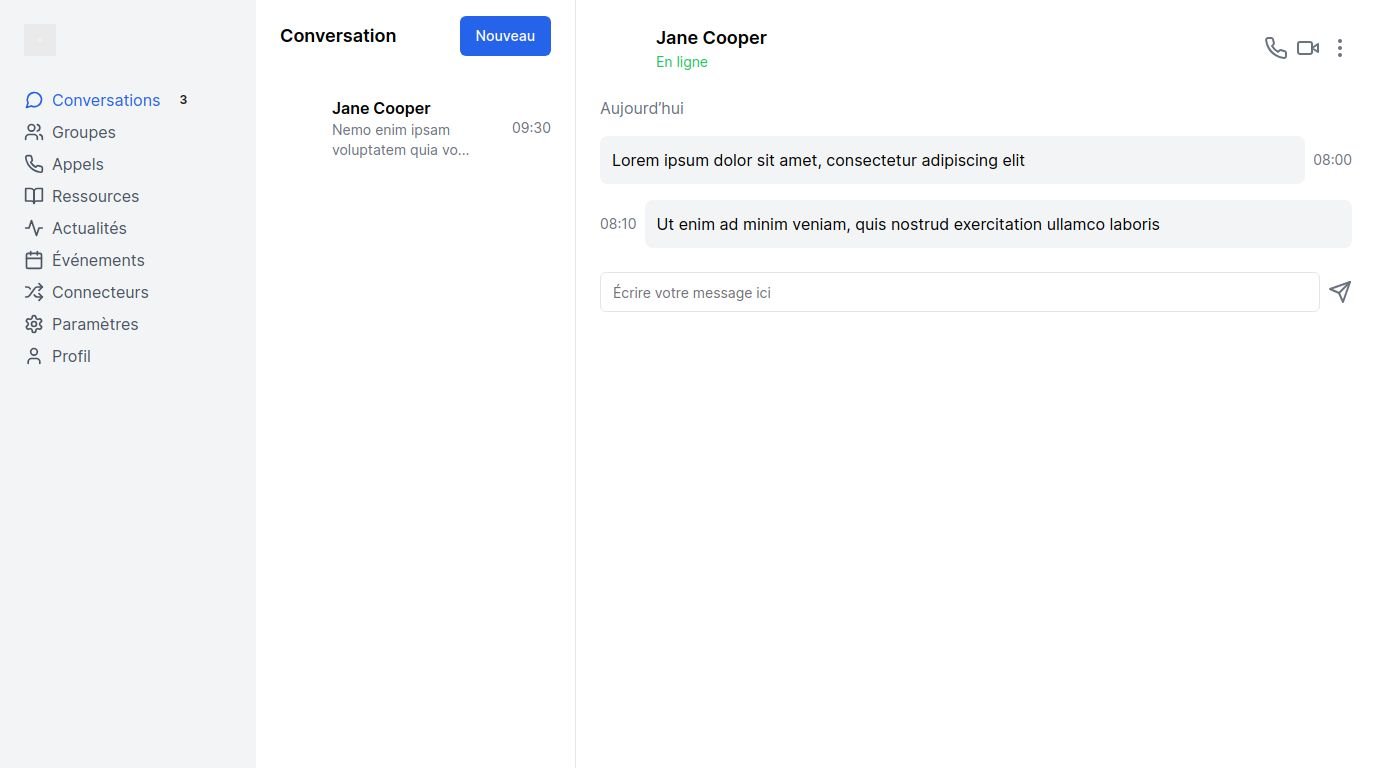 Conversations 3
Groupes
Appels
Ressources
Actualités
Événements
Connecteurs
Paramètres
Profil
Conversation
Nouveau
Jane Cooper
Nemo enim ipsam
voluptatem quia vo...
09:30
Jane Cooper
En ligne
Aujourd’hui
Lorem ipsum dolor sit amet, consectetur adipiscing elit
08:00
08:10
Ut enim ad minim veniam, quis nostrud exercitation ullamco laboris
Écrire votre message ici